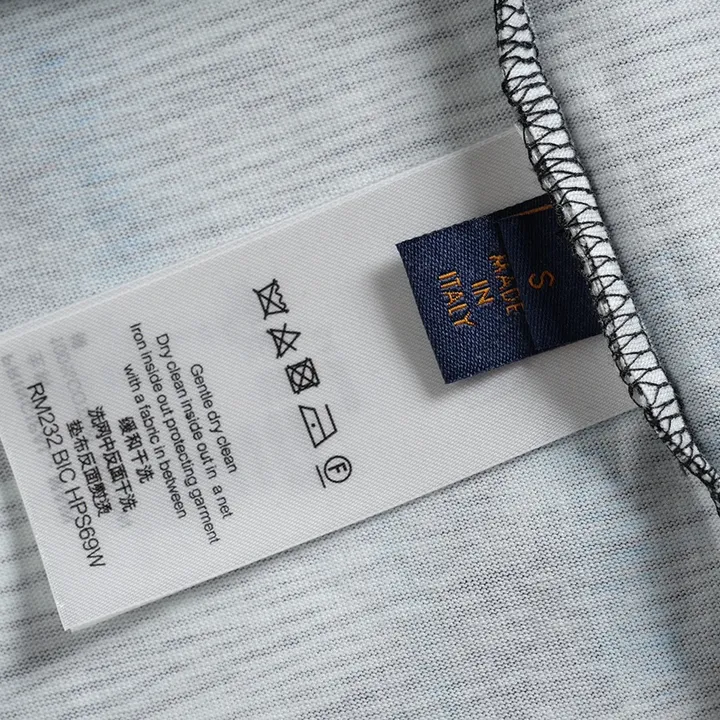 S
MADE
IN
ITALY
Gentle dry clean
Dry clean inside out in a net
Iron inside out protecting garment
with a fabric in between
缓和干洗
洗网中反面干洗
垫布反面熨烫
RM232 BIC HPS69W
F